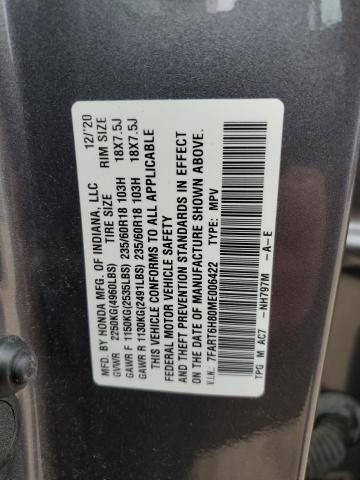 MFD. BY HONDA MFG. OF INDIANA, LLC 12/'20
GVWR 2250KG(4960LBS) TIRE SIZE RIM SIZE
GAWR F 1150KG(2535LBS) 235/60R18 103H 18X7.5J
GAWR R 1130KG(2491LBS) 235/60R18 103H 18X7.5J
THIS VEHICLE CONFORMS TO ALL APPLICABLE
FEDERAL MOTOR VEHICLE SAFETY
AND THEFT PREVENTION STANDARDS IN EFFECT
ON THE DATE OF MANUFACTURE SHOWN ABOVE.
V.I.N.: 7FART6H80ME006422 TYPE: MPV
TPG M AC7 -NH797M -A-E